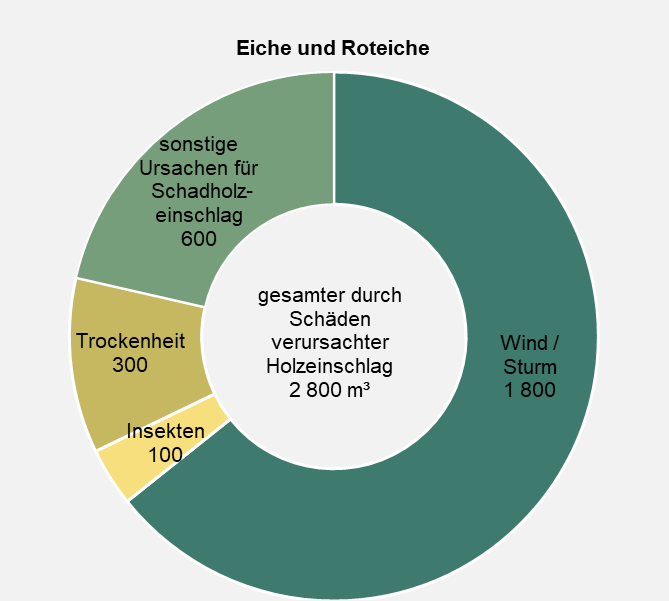 Eiche und Roteiche
sonstige
Ursachen für
Schadholz-
einschlag
600
gesamter durch
Schäden
verursachter
Holzeinschlag
2 800 m³
Wind /
Sturm
1 800
Trockenheit
300
Insekten
100